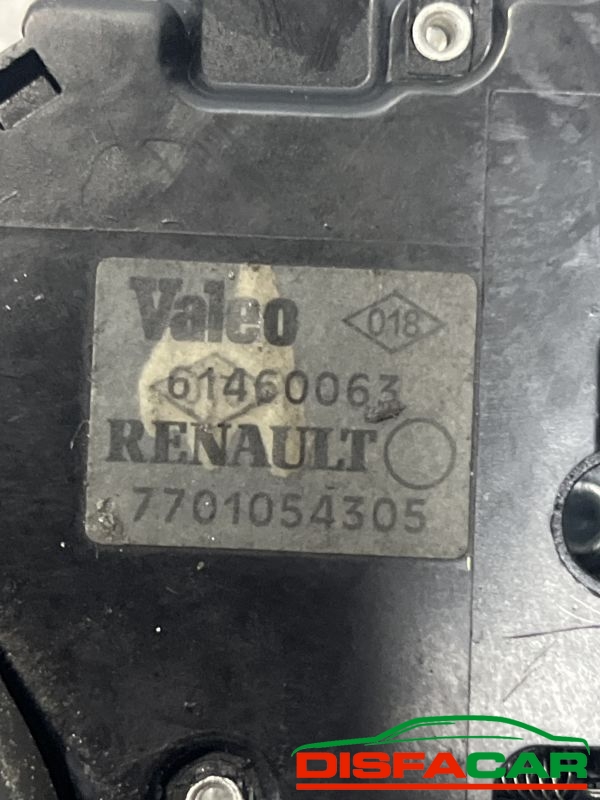 Valeo 018
61460063
RENAULT
7701054305
DISFACAR